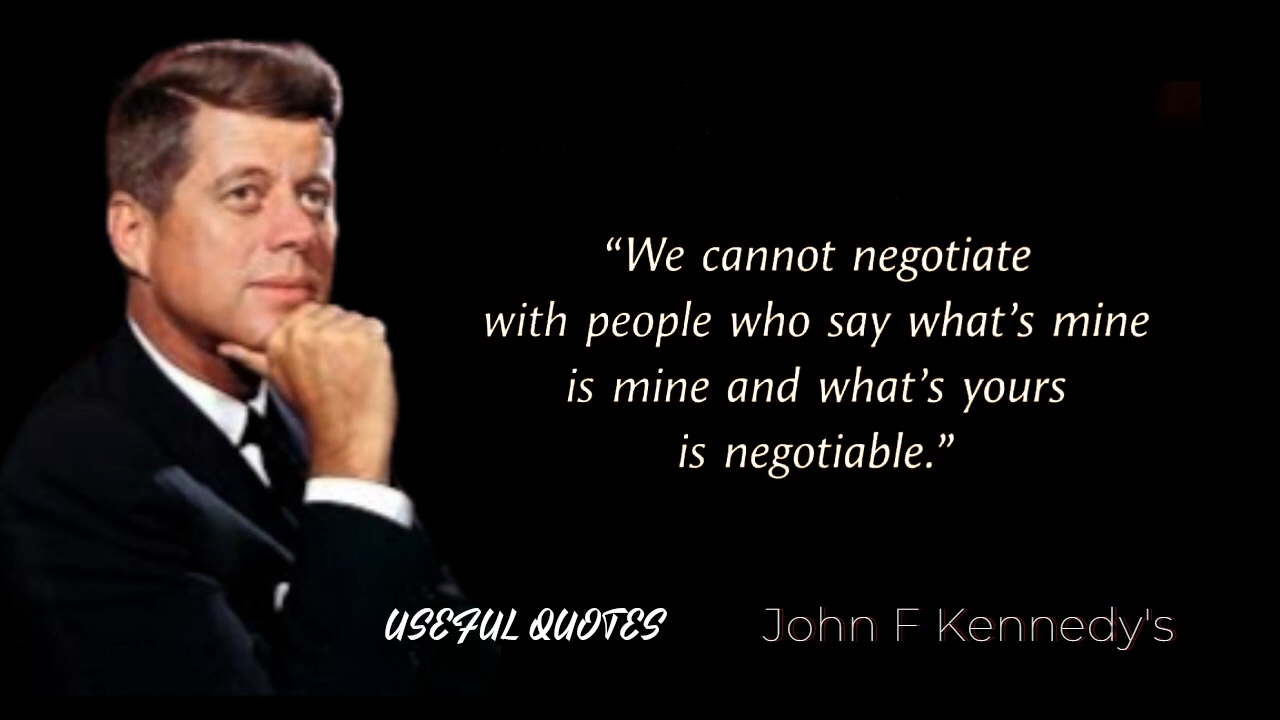 “We cannot negotiate
with people who say what’s mine
is mine and what’s yours
is negotiable.”
USEFUL QUOTES
John F Kennedy's